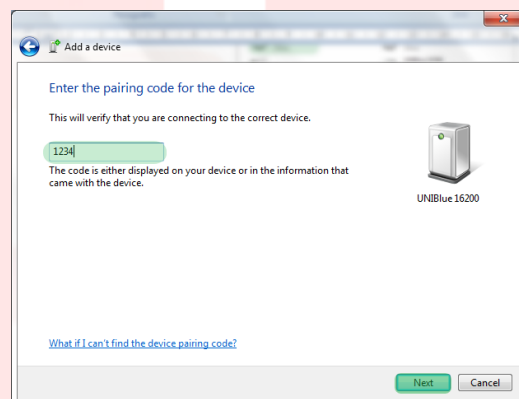 Add a device
Enter the pairing code for the device
This will verify that you are connecting to the correct device.
1234
The code is either displayed on your device or in the information that
came with the device.
UNIBlue 16200
What if I can't find the device pairing code?
Next
Cancel